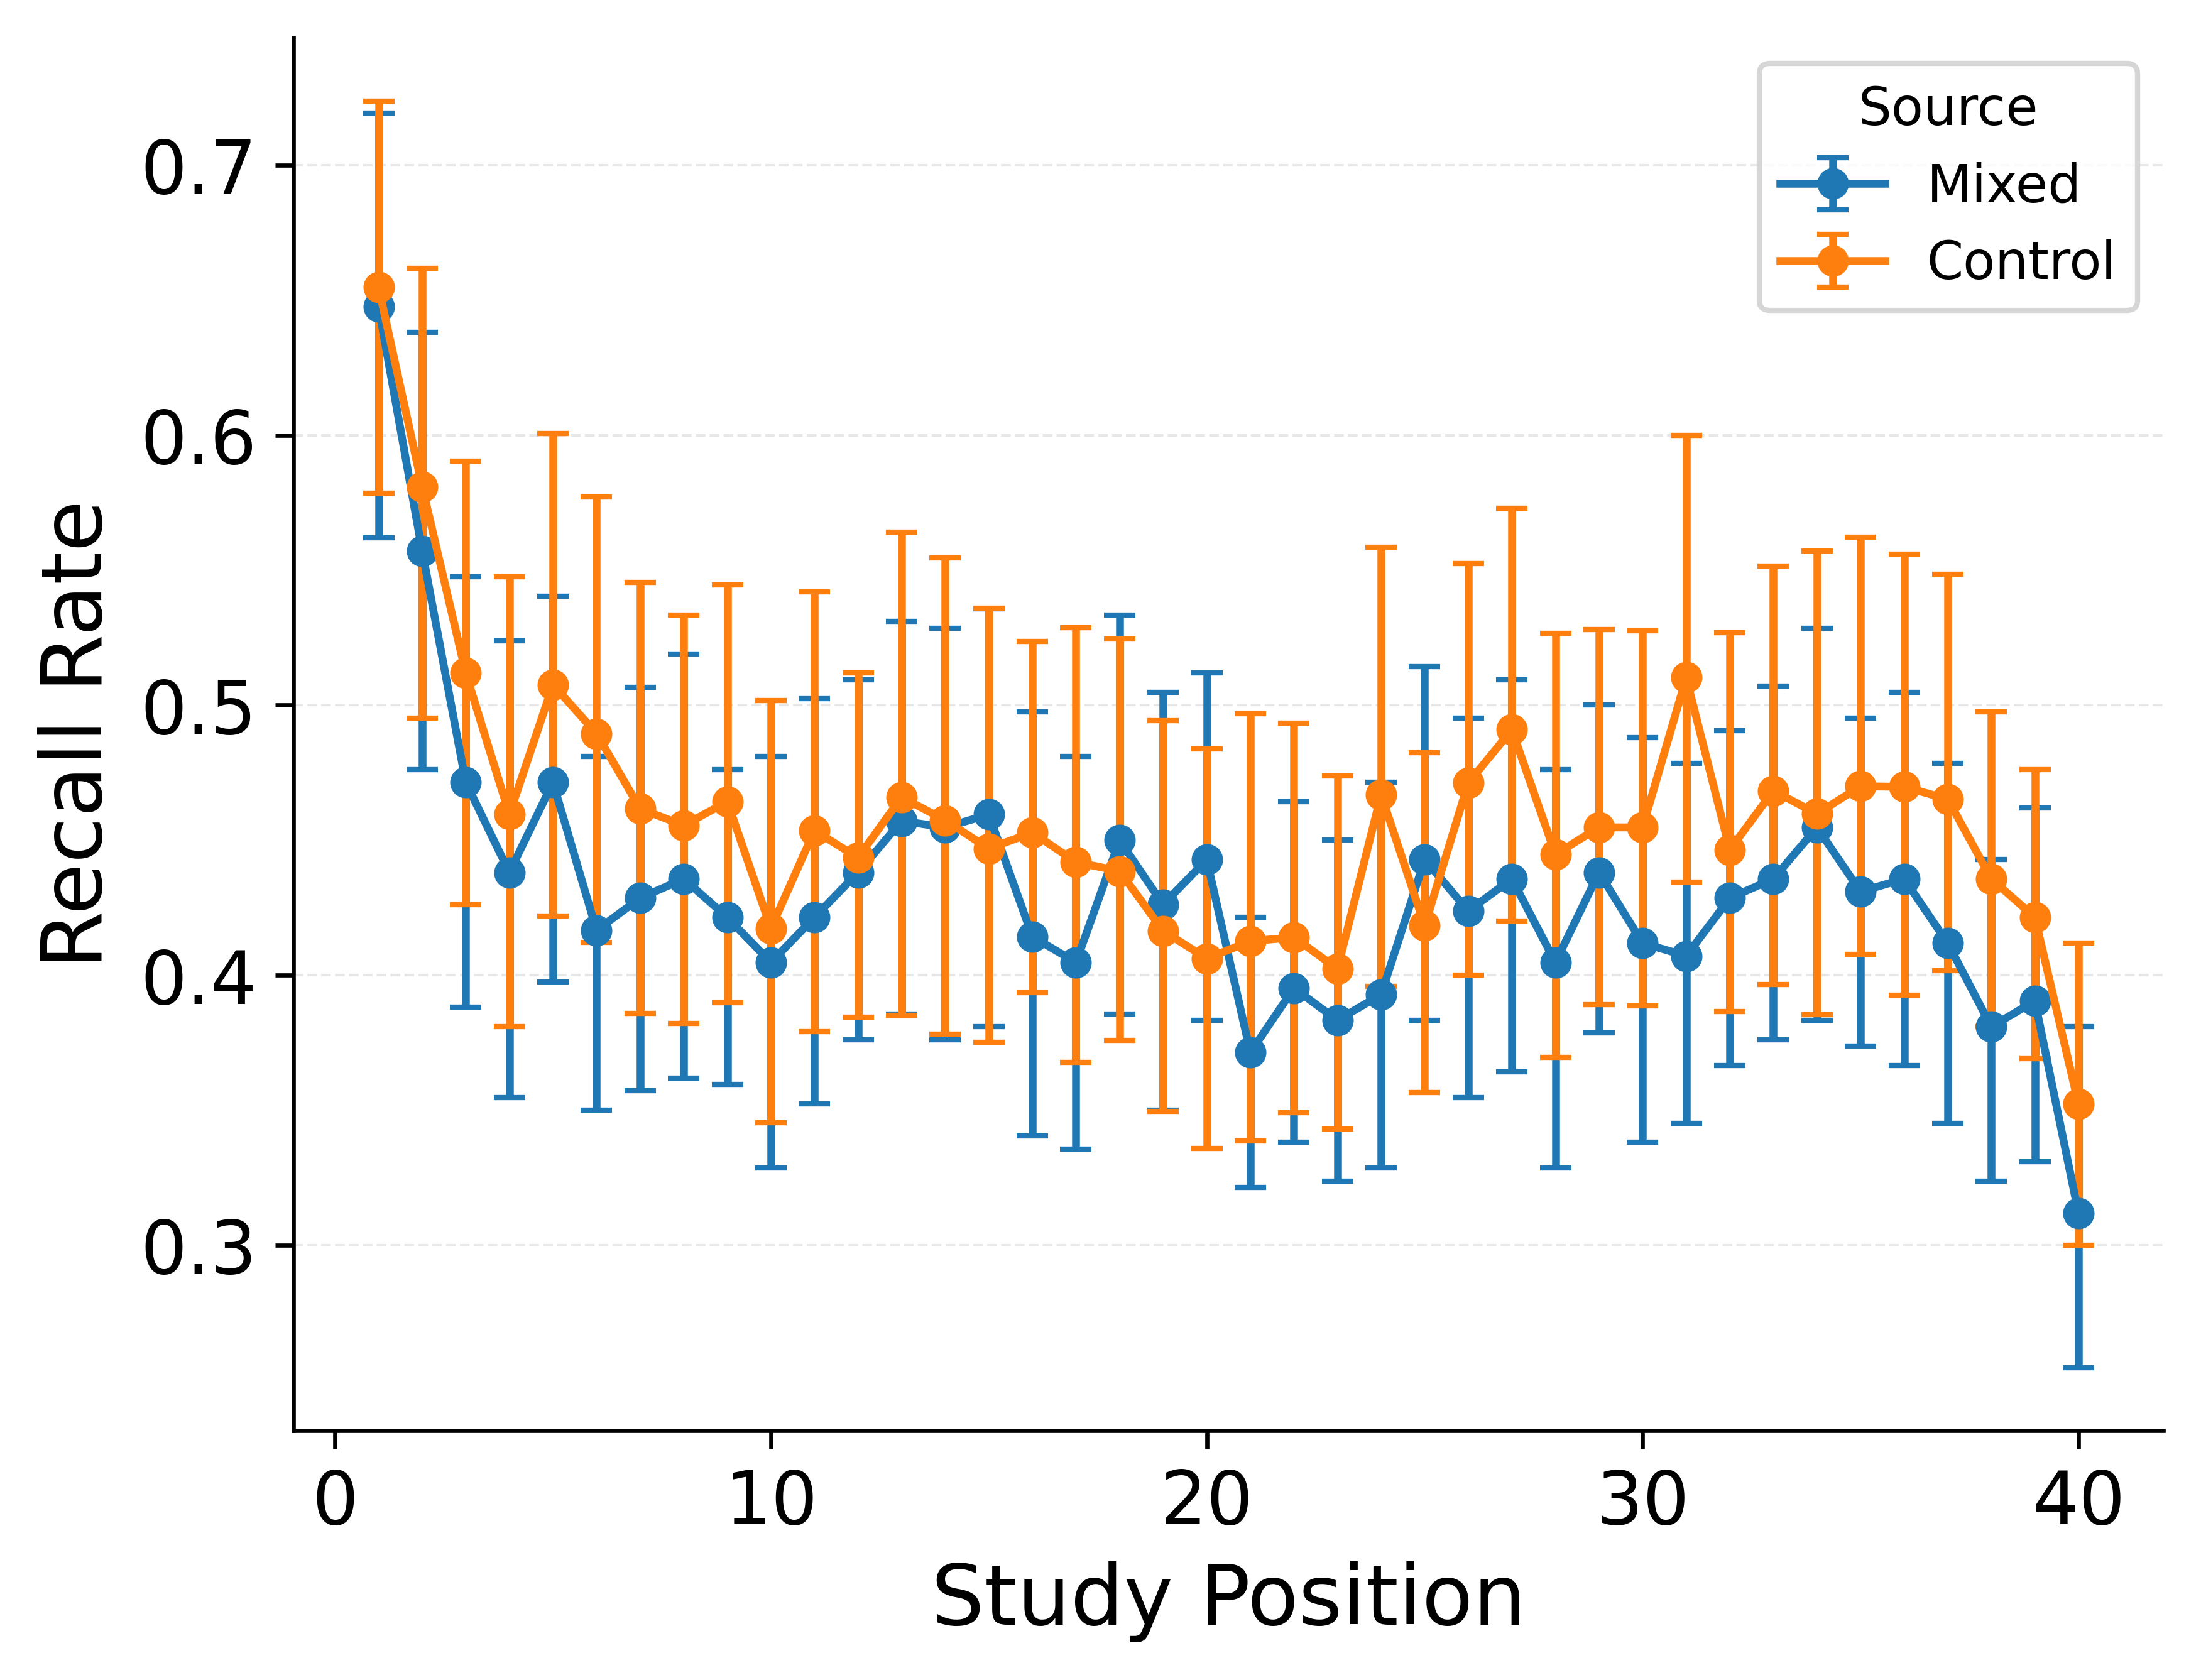 Source
Mixed
Control
0.7
0.6
0.5
0.4
0.3
Recall Rate
0 10 20 30 40
Study Position